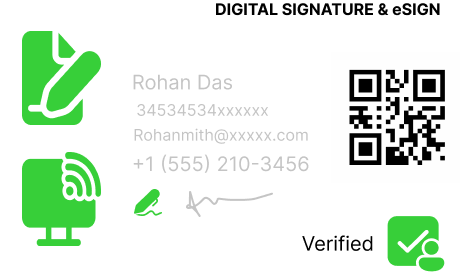 DIGITAL SIGNATURE & eSIGN
Rohan Das
34534534xxxxxx
Rohanmith@xxxxx.com
+1 (555) 210-3456
Verified